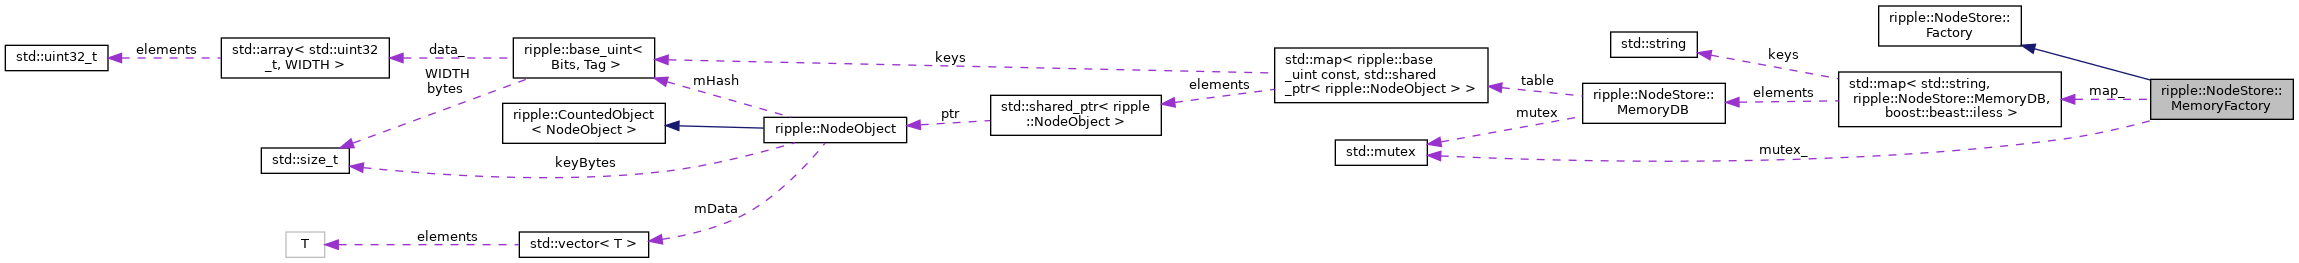 ripple::NodeStore::
Factory
std::string
keys
std::uint32_t
elements
std::array< std::uint32
_t, WIDTH >
data_
ripple::base_uint<
Bits, Tag >
keys
std::map< ripple::base
_uint const, std::shared
_ptr< ripple::NodeObject > >
table
ripple::NodeStore::
MemoryDB
elements
std::map< std::string,
ripple::NodeStore::MemoryDB,
boost::beast::iless >
map_
ripple::NodeStore::
MemoryFactory
WIDTH
bytes
mHash
elements
std::shared_ptr< ripple
::NodeObject >
ptr
mutex
ripple::CountedObject
< NodeObject >
ripple::NodeObject
std::mutex
mutex_
std::size_t
keyBytes
mData
T
elements
std::vector< T >